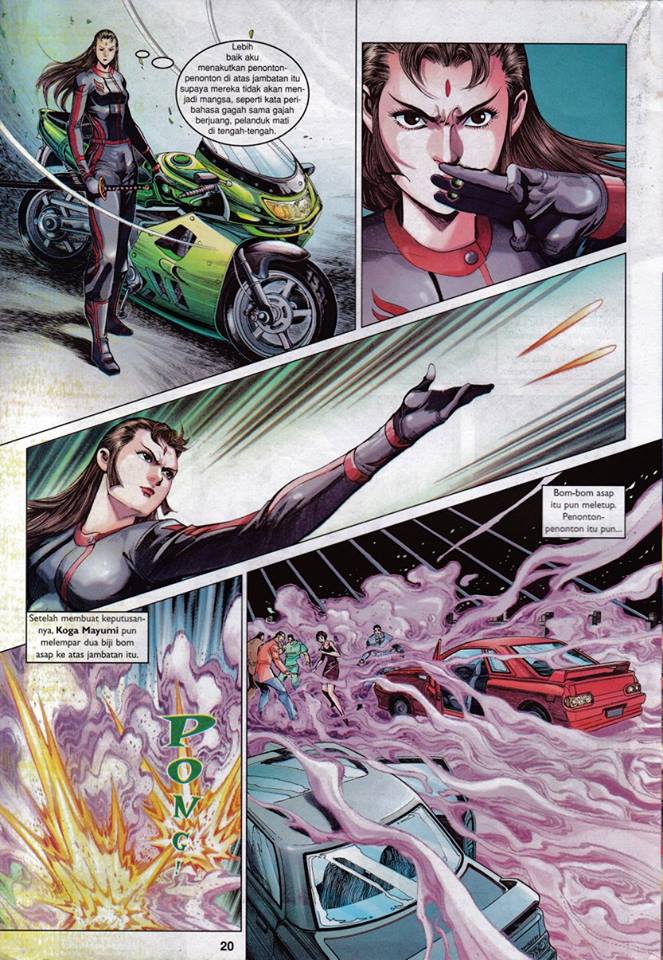 Lebih
baik aku
menakutkan penonton-
penonton di atas jambatan itu
supaya mereka tidak akan men-
jadi mangsa, seperti kata peri-
bahasa gagah sama gajah
berjuang, pelanduk mati
di tengah-tengah.
Setelah membuat keputusan-
nya, Koga Mayumi pun
melempar dua biji bom
asap ke atas jambatan itu.
PONG!
Bom-bom asap
itu pun meletup.
Penonton-
penonton itu pun...
20